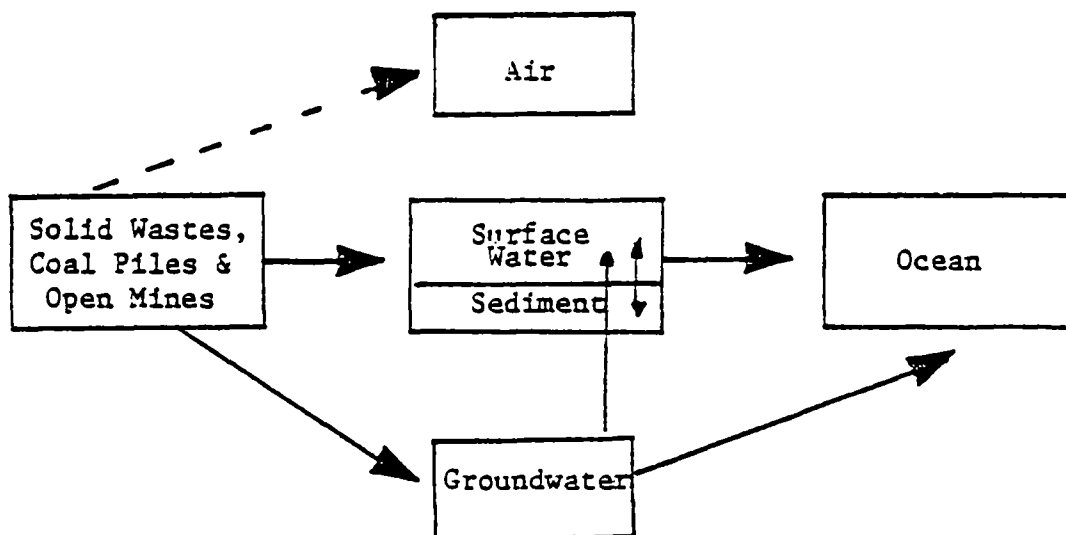 Air
Solid Wastes,
Coal Piles &
Open Mines
Surface
Water
Sediment
Ocean
Groundwater